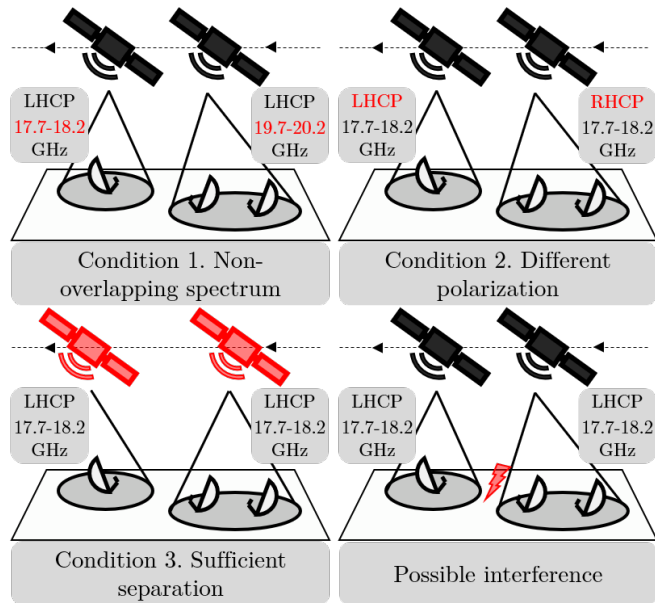 LHCP
17.7-18.2
GHz
LHCP
19.7-20.2
GHz
Condition 1. Non-
overlapping spectrum
LHCP
17.7-18.2
GHz
RHCP
17.7-18.2
GHz
Condition 2. Different
polarization
LHCP
17.7-18.2
GHz
LHCP
17.7-18.2
GHz
Condition 3. Sufficient
separation
LHCP
17.7-18.2
GHz
LHCP
17.7-18.2
GHz
Possible interference